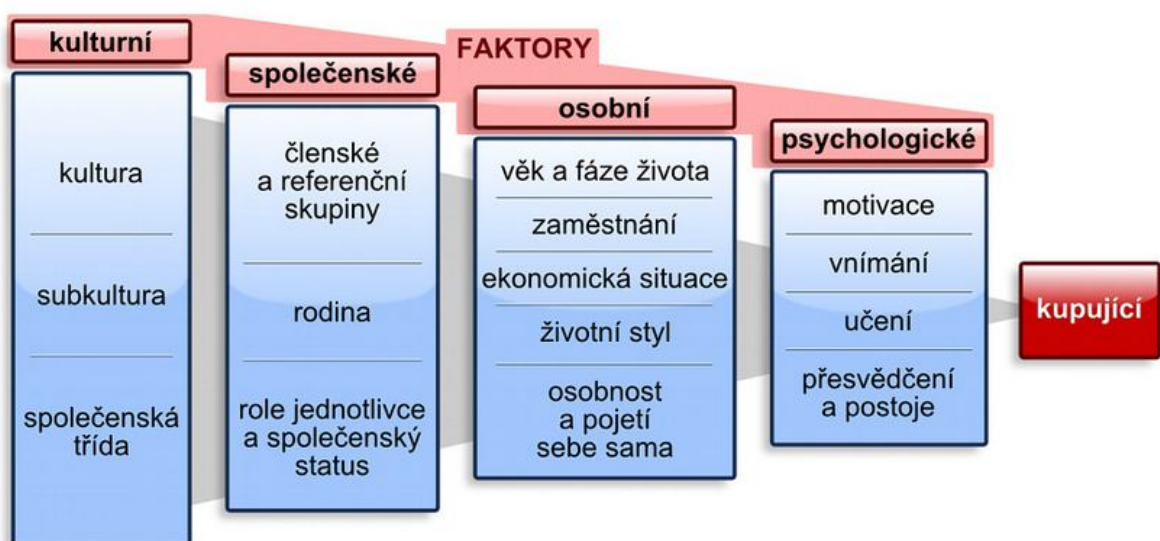 FAKTORY
kulturní
kultura
subkultura
společenská
třída
společenské
členské
a referenční
skupiny
rodina
role jednotlivce
a společenský
status
osobní
věk a fáze života
zaměstnání
ekonomická situace
životní styl
osobnost
a pojetí
sebe sama
psychologické
motivace
vnímání
učení
přesvědčení
a postoje
kupující